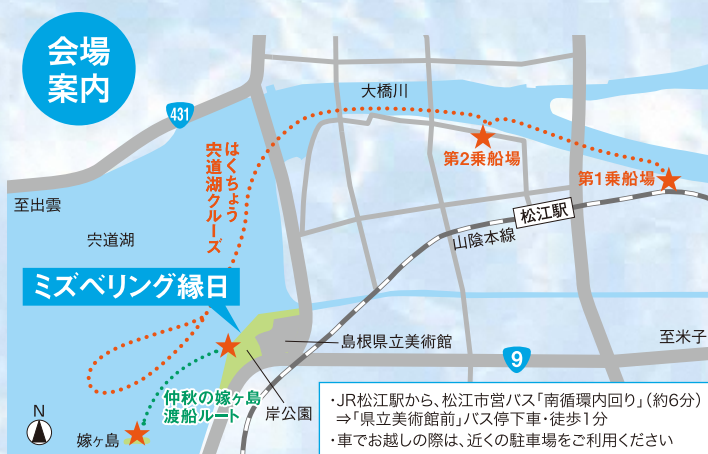 会場
案内
431
大橋川
はくちょう
宍道湖クルーズ
第2乗船場
第1乗船場
至出雲
宍道湖
松江駅
山陰本線
ミズベリング縁日
島根県立美術館
至米子
9
仲秋の嫁ヶ島
渡船ルート
岸公園
N
嫁ヶ島
・JR松江駅から、松江市営バス「南循環内回り」(約6分)
⇒「県立美術館前」バス停下車・徒歩1分
・車でお越しの際は、近くの駐車場をご利用ください